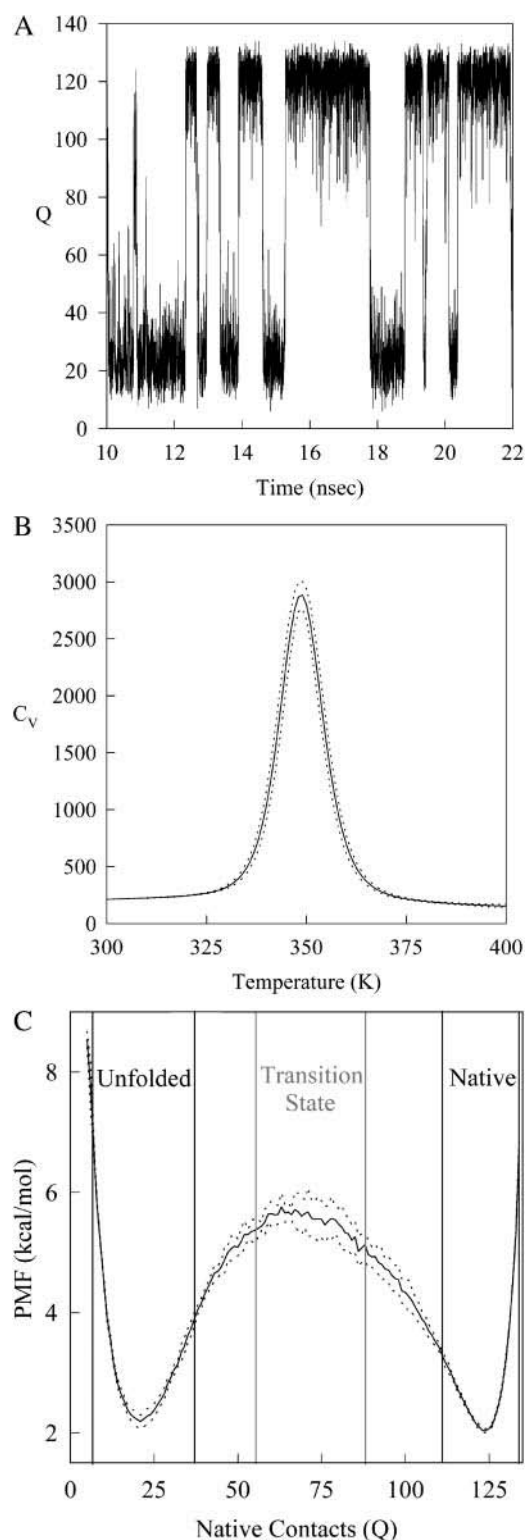 A
140
120
100
80
Q
60
40
20
0
10 12 14 16 18 20 22
Time (nsec)
B
3500
3000
2500
2000
Cv
1500
1000
500
0
300 325 350 375 400
Temperature (K)
C
8
Unfolded Transition Native
State
6
PMF (kcal/mol)
4
2
0 25 50 75 100 125
Native Contacts (Q)